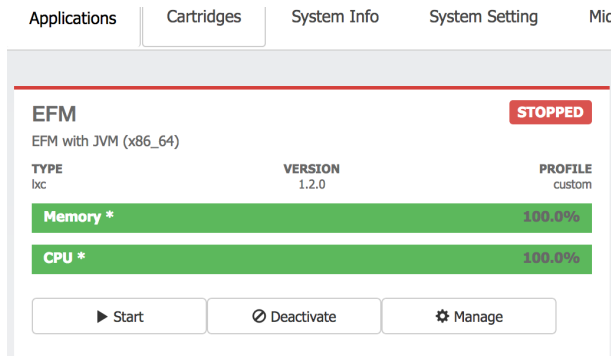 Applications Cartridges System Info System Setting
EFM STOPPED
EFM with JVM (x86_64)
TYPE VERSION PROFILE
lxc 1.2.0 custom
Memory * 100.0%
CPU * 100.0%
Start Deactivate Manage